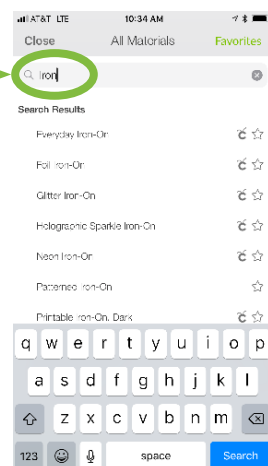 AT&T LTE 10:34 AM
Close All Materials Favorites
Iron
Search Results
Everyday Iron-On
Foil Iron-On
Glitter Iron-On
Holographic Sparkle Iron-On
Neon Iron-On
Patterned Iron-On
Printable Iron-On, Dark
q w e r t y u i o p
a s d f g h j k l
z x c v b n m
123 space Search